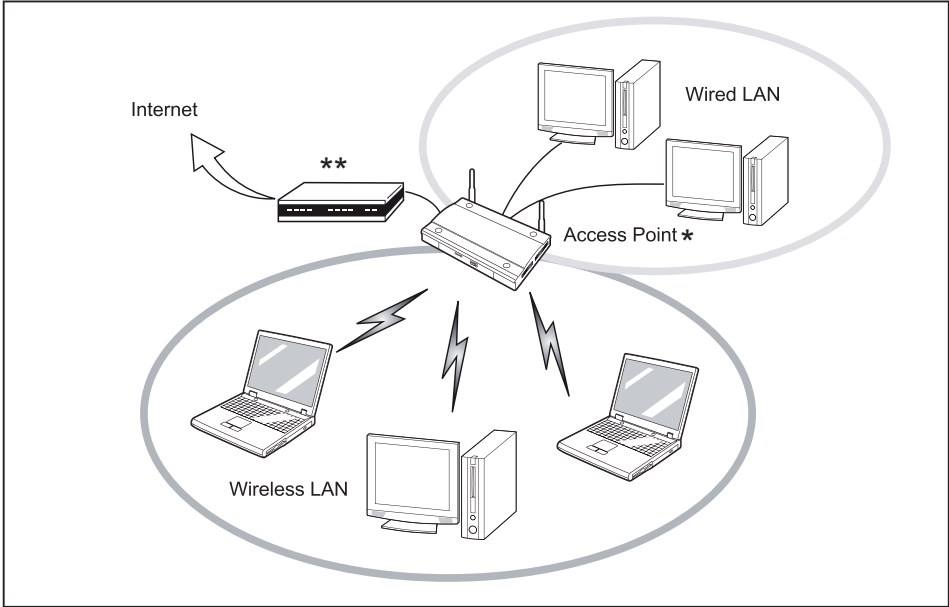 Internet
**
Wired LAN
Access Point *
Wireless LAN